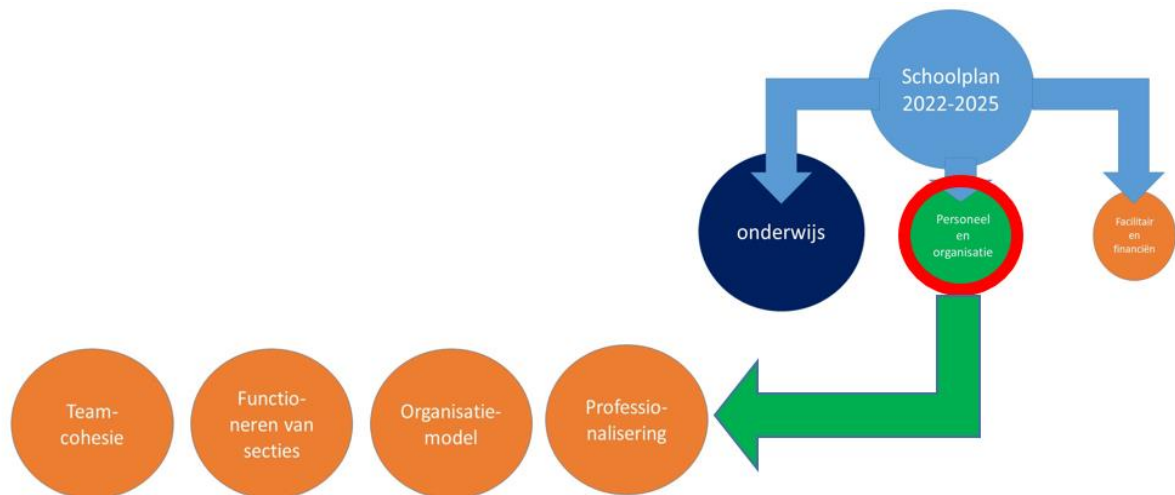 Schoolplan
2022-2025
onderwijs
Personeel
en
organisatie
Facilitair
en
financiën
Team-
cohesie
Functio-
neren van
secties
Organisatie-
model
Professio-
nalisering